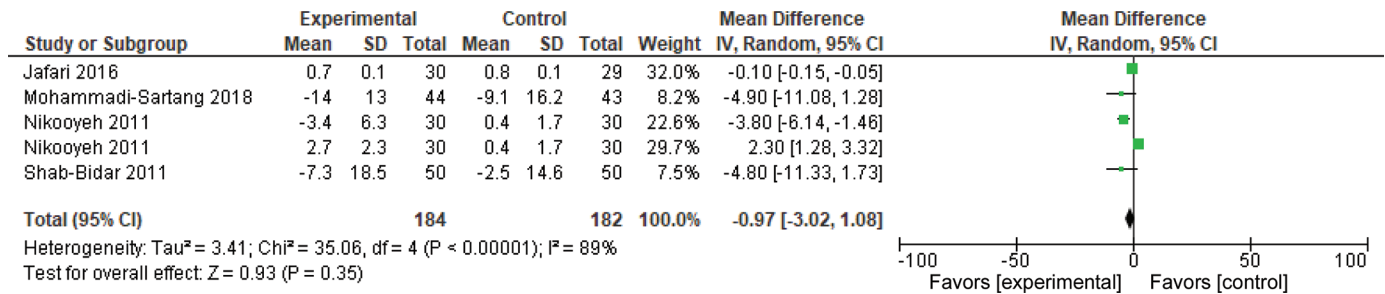 Experimental Control Mean Difference Mean Difference
Study or Subgroup Mean SD Total Mean SD Total Weight IV, Random, 95% CI IV, Random, 95% CI
Jafari 2016 0.7 0.1 30 0.8 0.1 29 32.0% -0.10 [-0.15, -0.05]
Mohammadi-Sartang 2018 -14 13 44 -9.1 16.2 43 8.2% -4.90 [-11.08, 1.28]
Nikooyeh 2011 -3.4 6.3 30 0.4 1.7 30 22.6% -3.80 [-6.14, -1.46]
Nikooyeh 2011 2.7 2.3 30 0.4 1.7 30 29.7% 2.30 [1.28, 3.32]
Shab-Bidar 2011 -7.3 18.5 50 -2.5 14.6 50 7.5% -4.80 [-11.33, 1.73]
Total (95% CI) 184 182 100.0% -0.97 [-3.02, 1.08]
Heterogeneity: Tau² = 3.41; Chi² = 35.06, df = 4 (P < 0.00001); I² = 89%
Test for overall effect: Z = 0.93 (P = 0.35)
-100 -50 0 50 100
Favors [experimental] Favors [control]